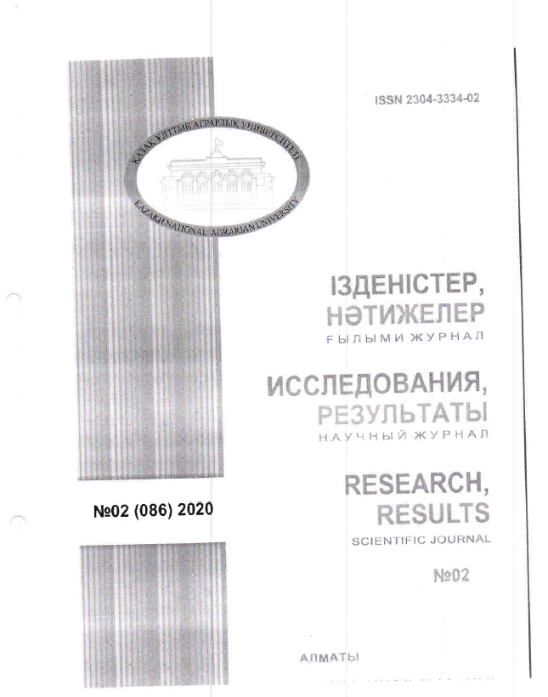 ISSN 2304-3334-02
ҚАЗАҚ ҰЛТТЫҚ АГРАРЛЫҚ УНИВЕРСИТЕТІ
KAZAKH NATIONAL AGRARIAN UNIVERSITY
ІЗДЕНІСТЕР,
НӘТИЖЕЛЕР
ҒЫЛЫМИ ЖУРНАЛ
ИССЛЕДОВАНИЯ,
РЕЗУЛЬТАТЫ
НАУЧНЫЙ ЖУРНАЛ
RESEARCH,
RESULTS
SCIENTIFIC JOURNAL
№02 (086) 2020
№02
АЛМАТЫ